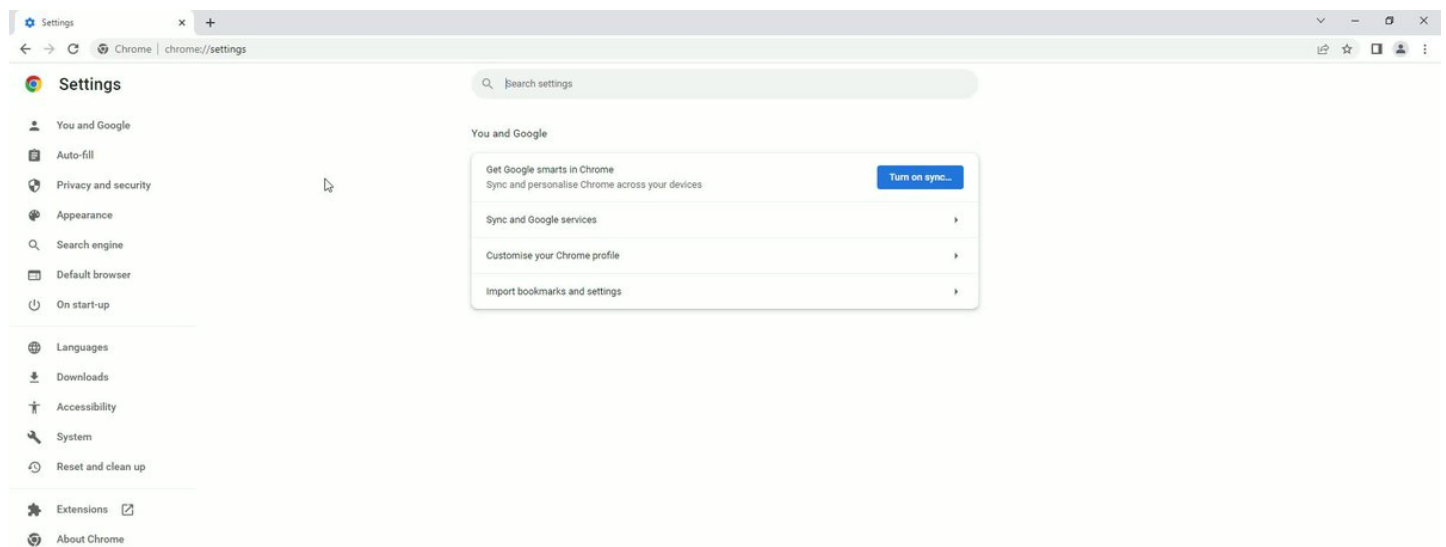 Settings
Chrome | chrome://settings
Settings
Search settings
You and Google
Auto-fill
Privacy and security
Appearance
Search engine
Default browser
On start-up
Languages
Downloads
Accessibility
System
Reset and clean up
Extensions
About Chrome
You and Google
Get Google smarts in Chrome
Sync and personalise Chrome across your devices
Turn on sync...
Sync and Google services
Customise your Chrome profile
Import bookmarks and settings